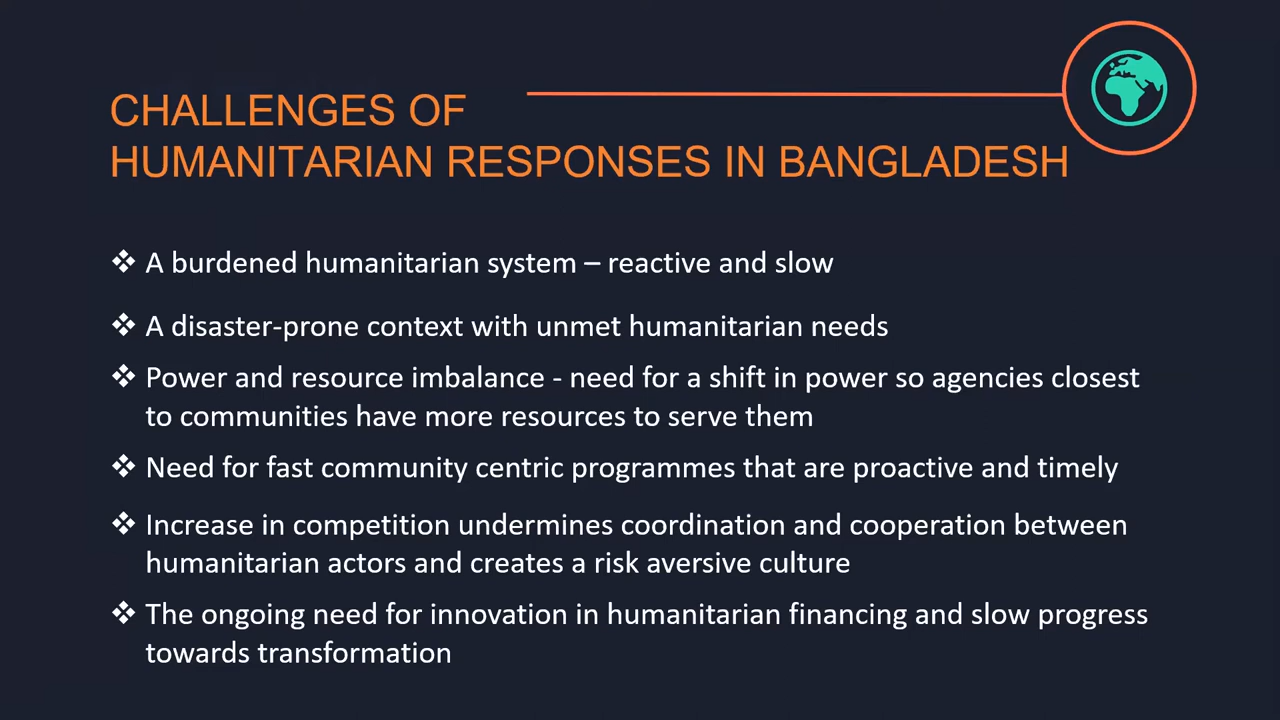 CHALLENGES OF
HUMANITARIAN RESPONSES IN BANGLADESH
❖ A burdened humanitarian system – reactive and slow
❖ A disaster-prone context with unmet humanitarian needs
❖ Power and resource imbalance - need for a shift in power so agencies closest
to communities have more resources to serve them
❖ Need for fast community centric programmes that are proactive and timely
❖ Increase in competition undermines coordination and cooperation between
humanitarian actors and creates a risk aversive culture
❖ The ongoing need for innovation in humanitarian financing and slow progress
towards transformation